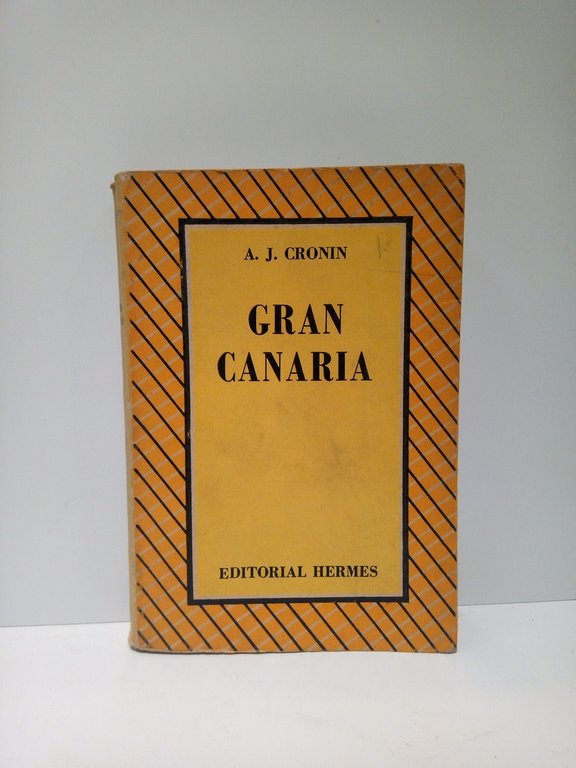 A. J. CRONIN
GRAN
CANARIA
EDITORIAL HERMES